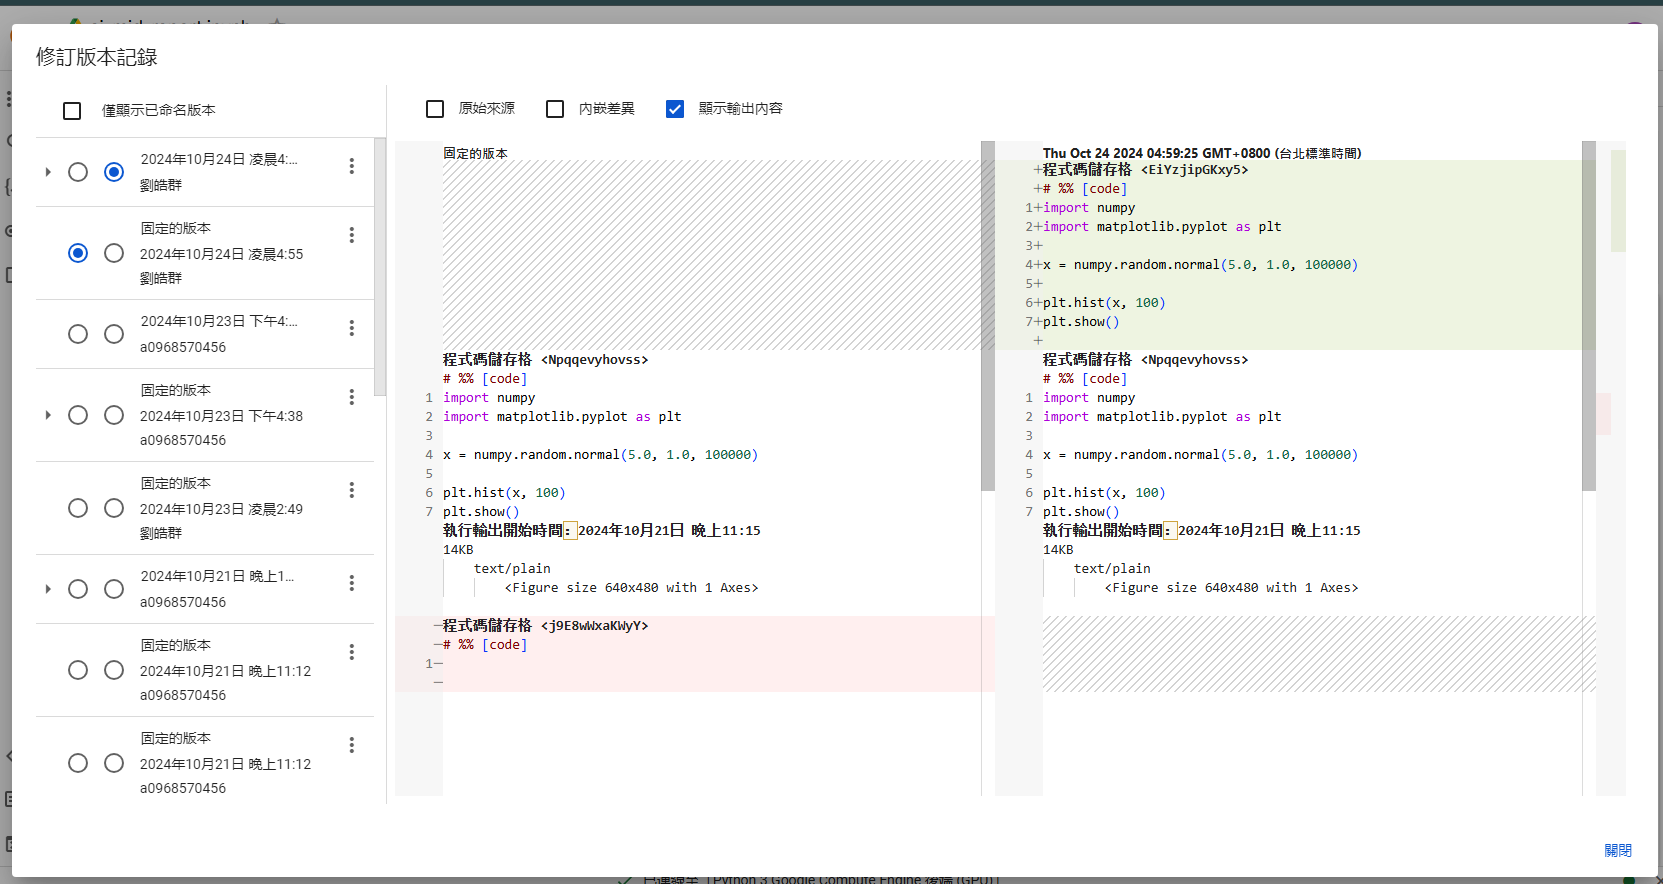 修訂版本記錄
僅顯示已命名版本
原始來源
內嵌差異
顯示輸出內容
2024年10月24日 凌晨4:...
劉皓群
固定的版本
2024年10月24日 凌晨4:55
劉皓群
2024年10月23日 下午4:...
a0968570456
固定的版本
2024年10月23日 下午4:38
a0968570456
固定的版本
2024年10月23日 凌晨2:49
劉皓群
2024年10月21日 晚上1...
a0968570456
固定的版本
2024年10月21日 晚上11:12
a0968570456
固定的版本
2024年10月21日 晚上11:12
a0968570456
固定的版本
程式碼儲存格 <Npqqevyhovss>
# %% [code]
1 import numpy
2 import matplotlib.pyplot as plt
3
4 x = numpy.random.normal(5.0, 1.0, 100000)
5
6 plt.hist(x, 100)
7 plt.show()
執行輸出開始時間：2024年10月21日 晚上11:15
14KB
text/plain
<Figure size 640x480 with 1 Axes>
—程式碼儲存格 <j9E8wWxaKWyY>
—# %% [code]
1—
—
Thu Oct 24 2024 04:59:25 GMT+0800 (台北標準時間)
+程式碼儲存格 <EiYzjipGKxy5>
+# %% [code]
1+import numpy
2+import matplotlib.pyplot as plt
3+
4+x = numpy.random.normal(5.0, 1.0, 100000)
5+
6+plt.hist(x, 100)
7+plt.show()
+
程式碼儲存格 <Npqqevyhovss>
# %% [code]
1 import numpy
2 import matplotlib.pyplot as plt
3
4 x = numpy.random.normal(5.0, 1.0, 100000)
5
6 plt.hist(x, 100)
7 plt.show()
執行輸出開始時間：2024年10月21日 晚上11:15
14KB
text/plain
<Figure size 640x480 with 1 Axes>
關閉